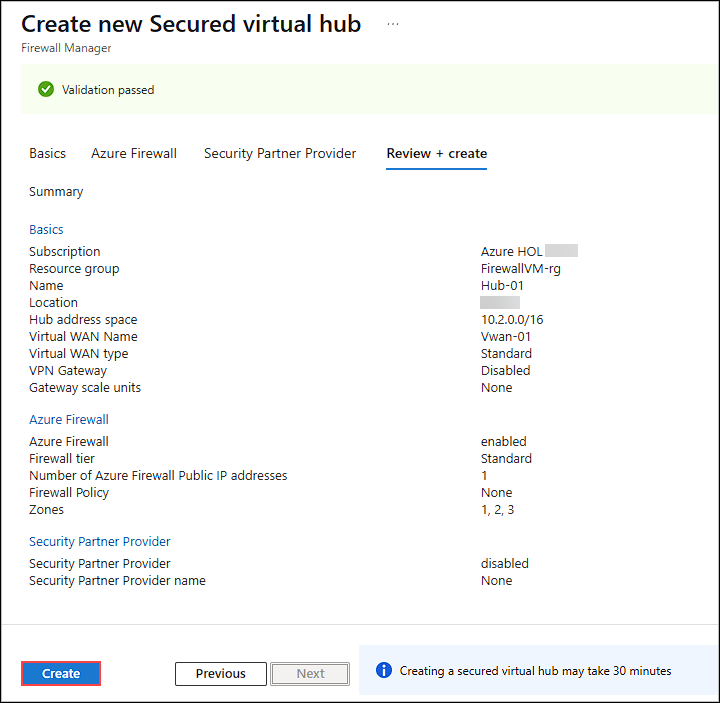 Create new Secured virtual hub ...
Firewall Manager
Validation passed
Basics Azure Firewall Security Partner Provider Review + create
Summary
Basics
Subscription Azure HOL
Resource group FirewallVM-rg
Name Hub-01
Location
Hub address space 10.2.0.0/16
Virtual WAN Name Vwan-01
Virtual WAN type Standard
VPN Gateway Disabled
Gateway scale units None
Azure Firewall
Azure Firewall enabled
Firewall tier Standard
Number of Azure Firewall Public IP addresses 1
Firewall Policy None
Zones 1, 2, 3
Security Partner Provider
Security Partner Provider disabled
Security Partner Provider name None
Create Previous Next Creating a secured virtual hub may take 30 minutes